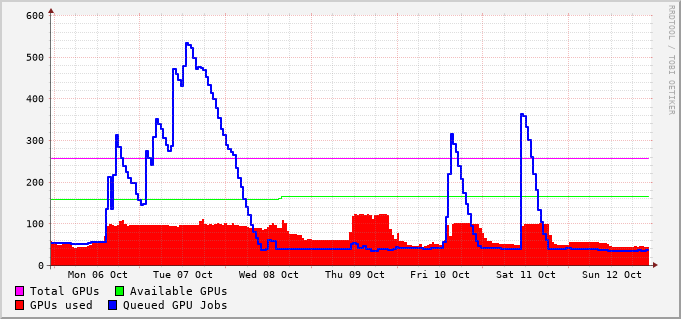 600
500
400
300
200
100
0
Mon 06 Oct Tue 07 Oct Wed 08 Oct Thu 09 Oct Fri 10 Oct Sat 11 Oct Sun 12 Oct
Total GPUs Available GPUs
GPUs used Queued GPU Jobs
RRDTOOL / TOBI OETIKER